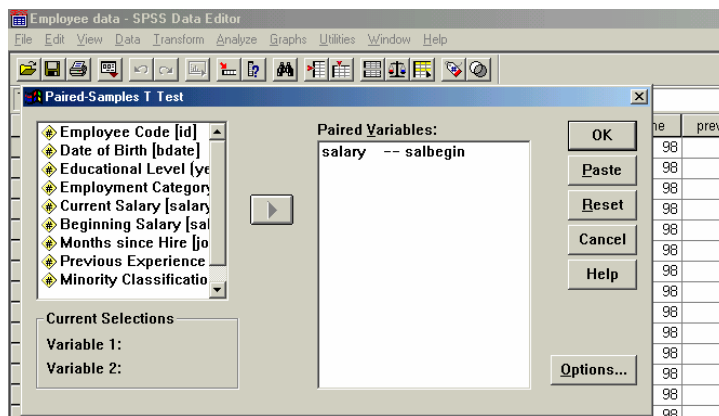 Employee data - SPSS Data Editor
File Edit View Data Transform Analyze Graphs Utilities Window Help
Paired-Samples T Test
Employee Code [id]
Date of Birth [bdate]
Educational Level (ye
Employment Category
Current Salary [salary
Beginning Salary [sal
Months since Hire [jo
Previous Experience
Minority Classificatio
Current Selections
Variable 1:
Variable 2:
Paired Variables:
salary -- salbegin
OK
Paste
Reset
Cancel
Help
Options...
ne prev
98
98
98
98
98
98
98
98
98
98
98
98
98
98